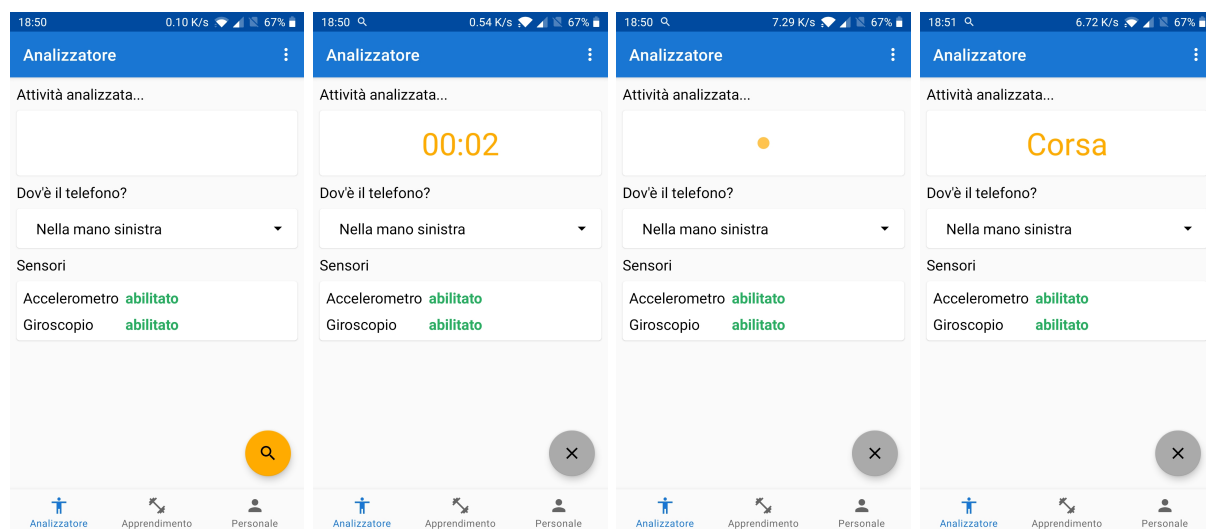 18:50 0.10 K/s 67%
Analizzatore
Attività analizzata...
Dov'è il telefono?
Nella mano sinistra
Sensori
Accelerometro abilitato
Giroscopio abilitato
Analizzatore Apprendimento Personale
18:50 0.54 K/s 67%
Analizzatore
Attività analizzata...
00:02
Dov'è il telefono?
Nella mano sinistra
Sensori
Accelerometro abilitato
Giroscopio abilitato
Analizzatore Apprendimento Personale
18:50 7.29 K/s 67%
Analizzatore
Attività analizzata...
Dov'è il telefono?
Nella mano sinistra
Sensori
Accelerometro abilitato
Giroscopio abilitato
Analizzatore Apprendimento Personale
18:51 6.72 K/s 67%
Analizzatore
Attività analizzata...
Corsa
Dov'è il telefono?
Nella mano sinistra
Sensori
Accelerometro abilitato
Giroscopio abilitato
Analizzatore Apprendimento Personale